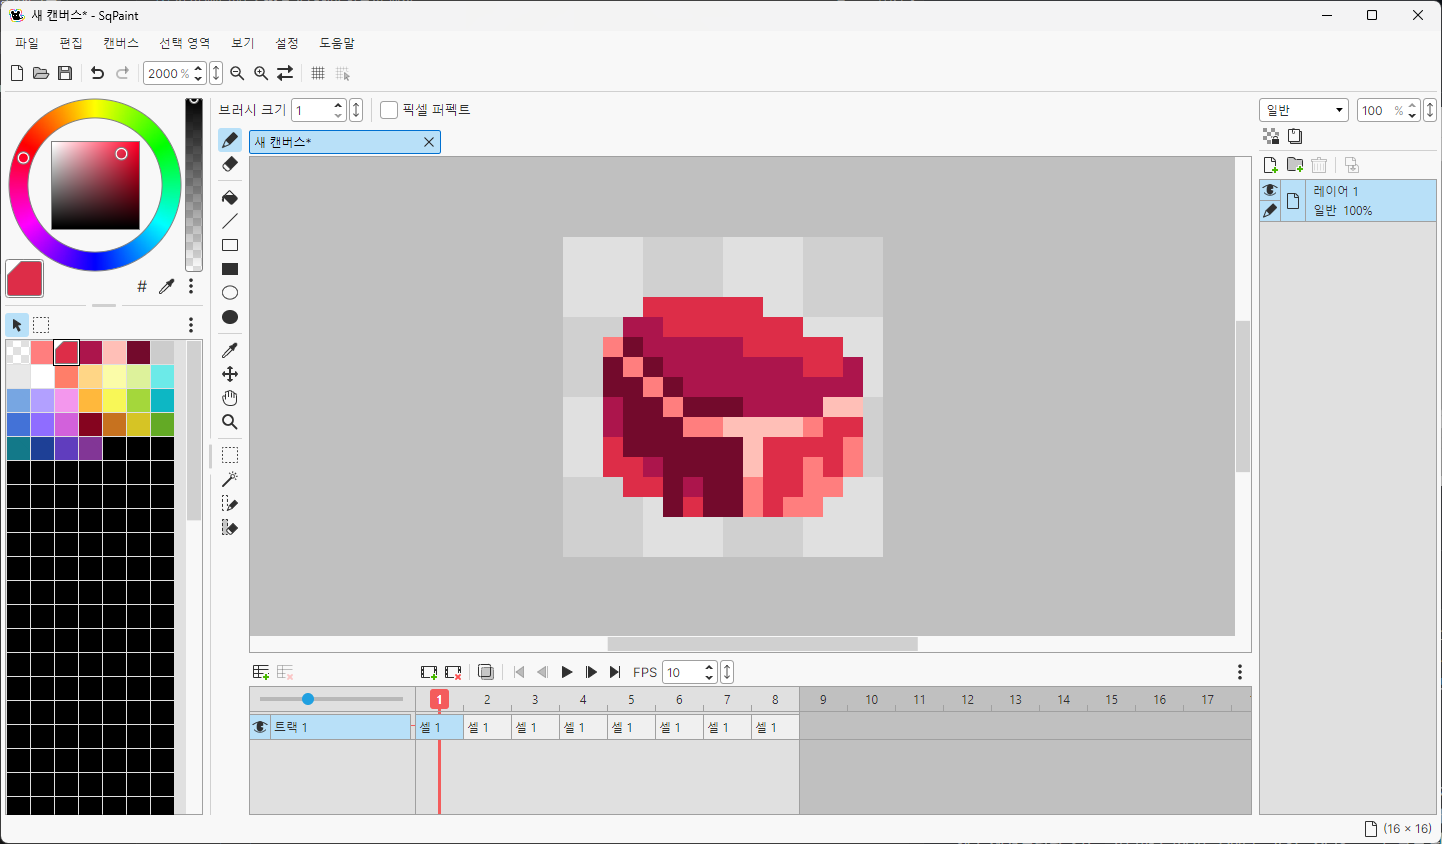 새 캔버스* - SqPaint
파일 편집 캔버스 선택 영역 보기 설정 도움말
2000 %
브러시 크기 1 픽셀 퍼펙트
일반 100 %
새 캔버스*
레이어 1
일반 100%
#
FPS 10
1 2 3 4 5 6 7 8 9 10 11 12 13 14 15 16 17
트랙 1 셀 1 셀 1 셀 1 셀 1 셀 1 셀 1 셀 1 셀 1
(16 × 16)